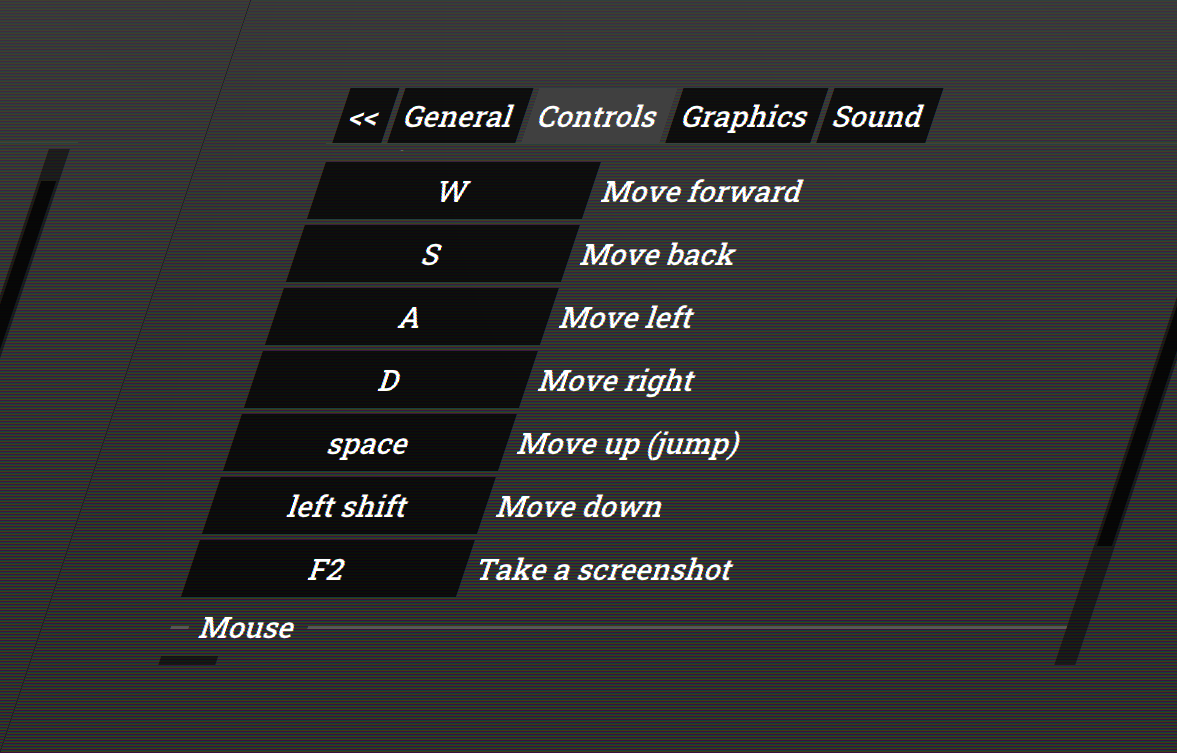 << General Controls Graphics Sound
W Move forward
S Move back
A Move left
D Move right
space Move up (jump)
left shift Move down
F2 Take a screenshot
Mouse